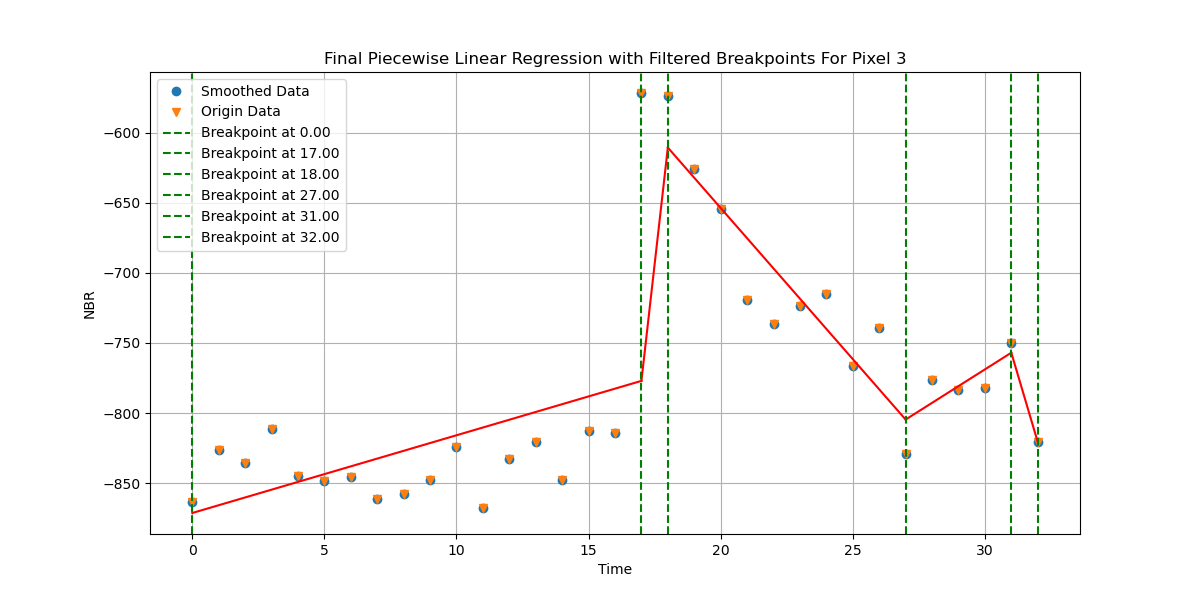 Final Piecewise Linear Regression with Filtered Breakpoints For Pixel 3
Smoothed Data
Origin Data
Breakpoint at 0.00
Breakpoint at 17.00
Breakpoint at 18.00
Breakpoint at 27.00
Breakpoint at 31.00
Breakpoint at 32.00
−600
−650
−700
−750
−800
−850
NBR
0 5 10 15 20 25 30
Time